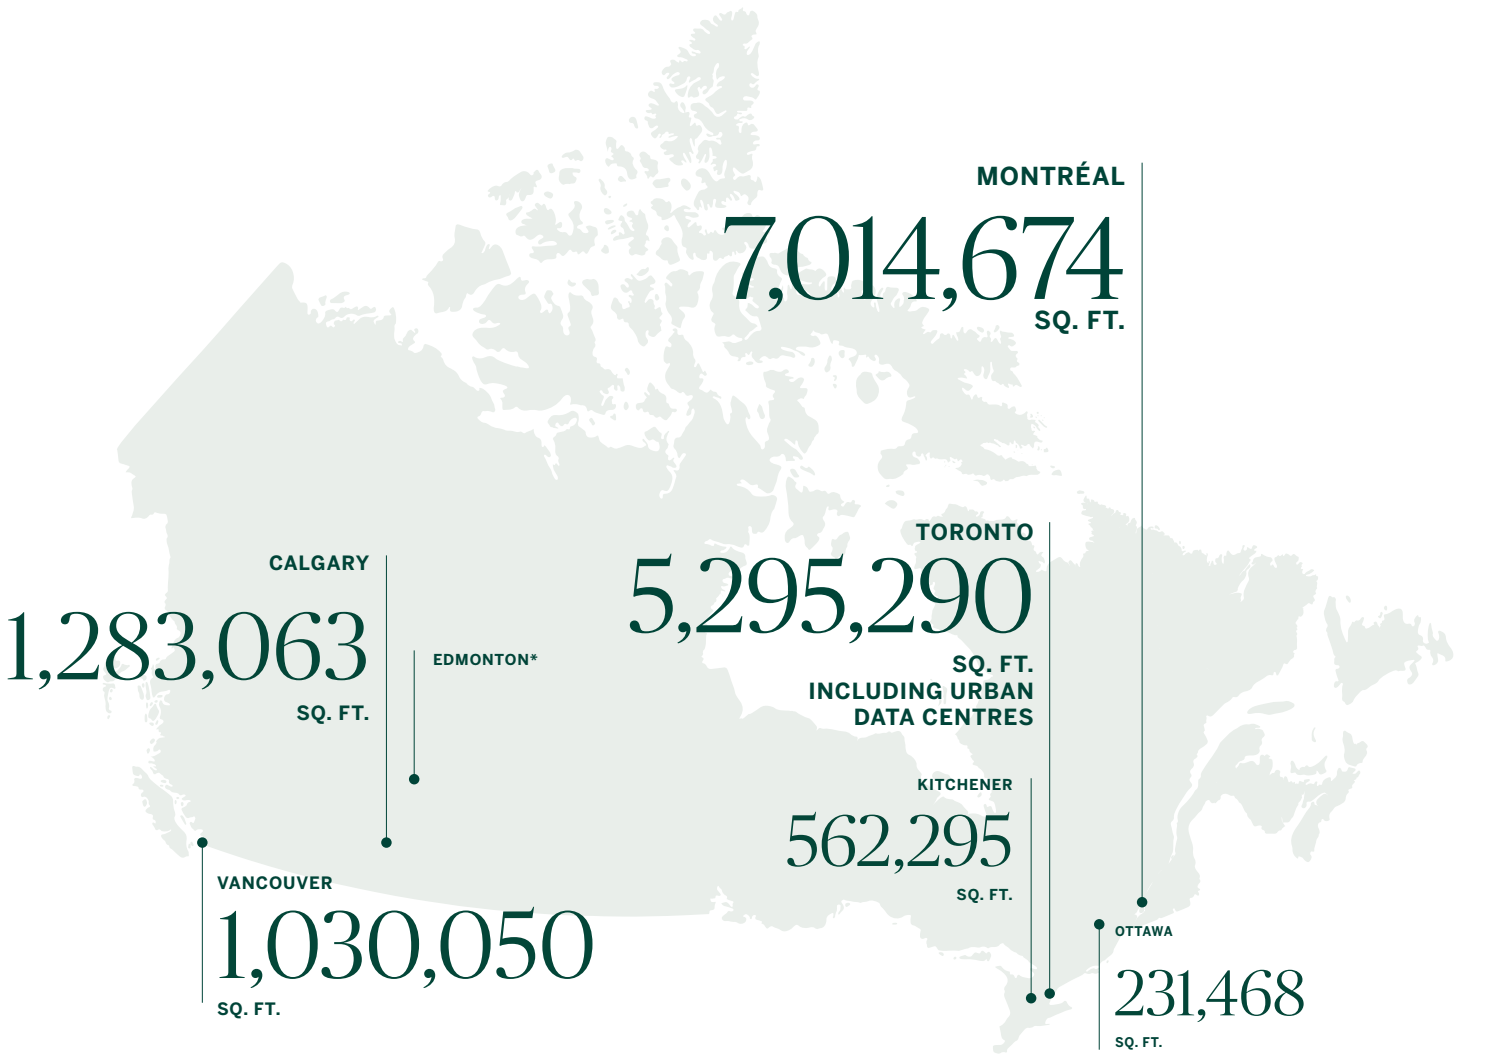 MONTRÉAL
7,014,674
SQ. FT.
TORONTO
5,295,290
SQ. FT.
INCLUDING URBAN
DATA CENTRES
CALGARY
1,283,063
SQ. FT.
EDMONTON*
KITCHENER
562,295
SQ. FT.
VANCOUVER
1,030,050
SQ. FT.
OTTAWA
231,468
SQ. FT.